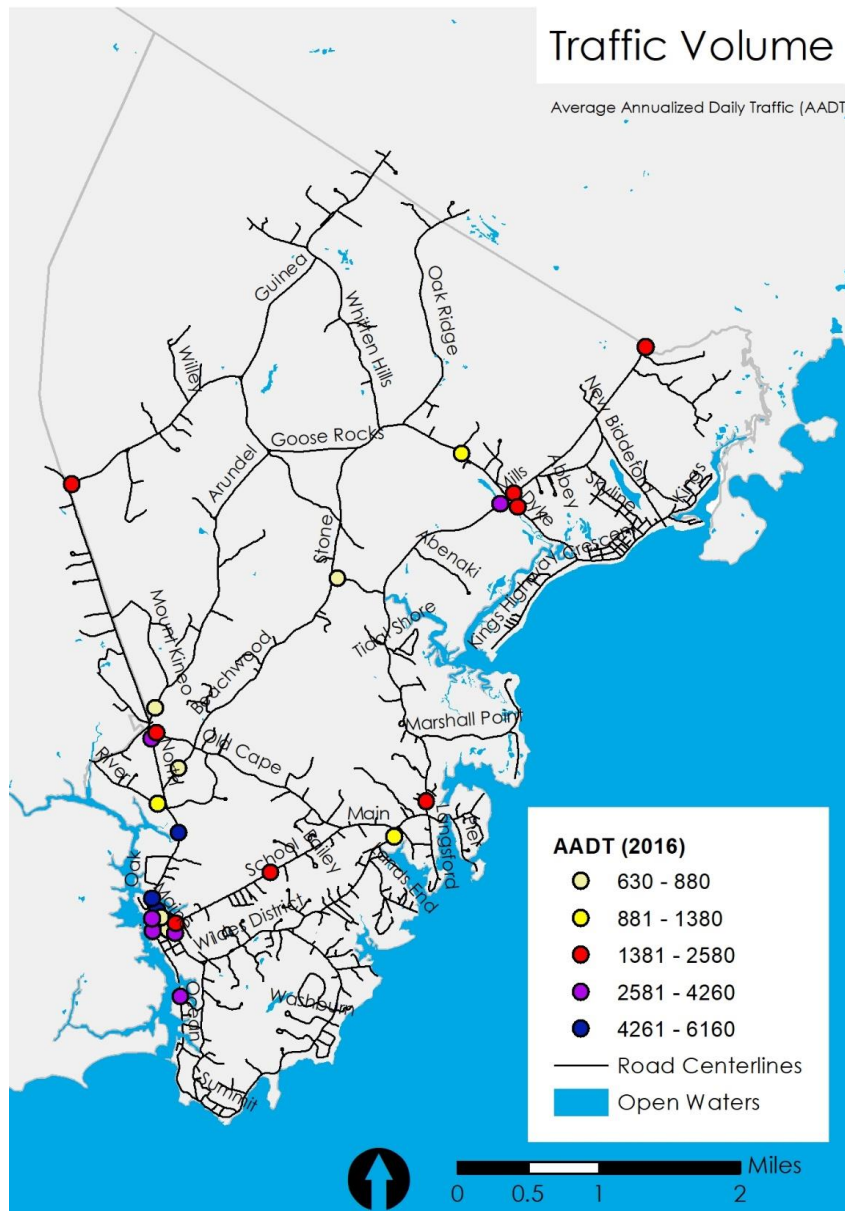 Traffic Volume
Average Annualized Daily Traffic (AADT
Guinea
Oak Ridge
Whitten Hills
Willey
New Biddeford
Goose Rocks
Arundel
Mills
Abbey
Skyline
Kings
Dyke
Stone
Abenaki
Crescent
Kings Highway
Tidal Shore
Mount Kineo
Beachwood
Marshall Point
Old Cape
North
River
Main
Langsford
Pier
School
Bailey
Lands End
Oak
Wildes District
Ocean
Washburn
Summit
AADT (2016)
630 - 880
881 - 1380
1381 - 2580
2581 - 4260
4261 - 6160
Road Centerlines
Open Waters
Miles
0 0.5 1 2